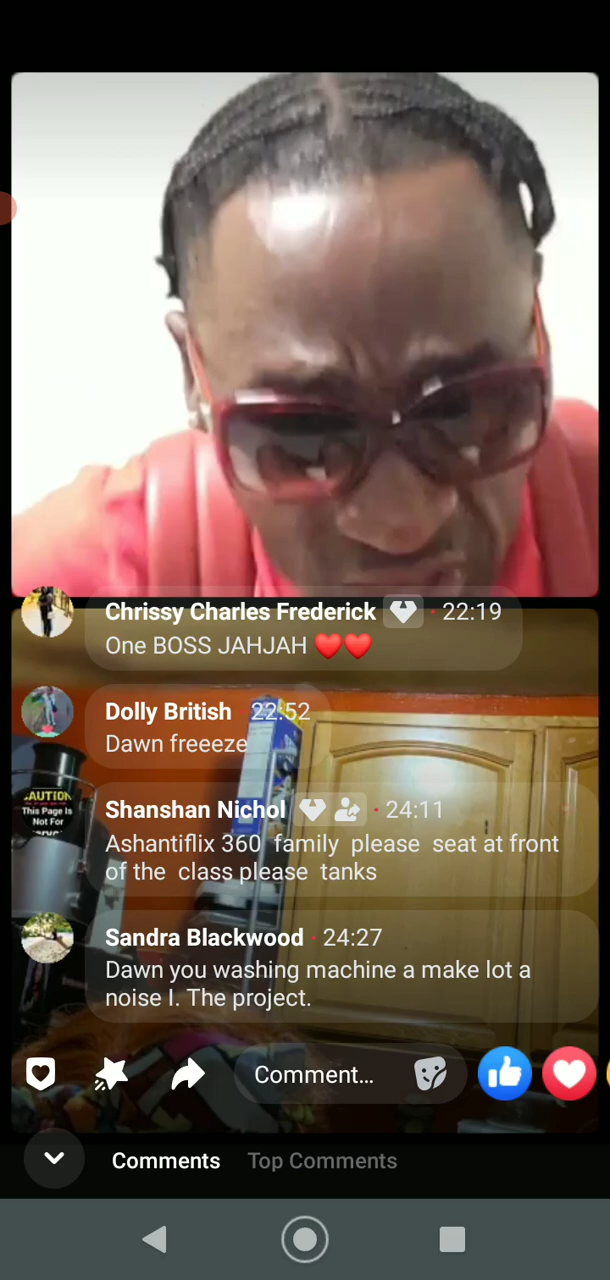 Chrissy Charles Frederick · 22:19
One BOSS JAHJAH ❤️❤️
Dolly British 22:52
Dawn freeeze
CAUTION
This Page Is
Not For
Shanshan Nichol · 24:11
Ashantiflix 360 family please seat at front
of the class please tanks
Sandra Blackwood · 24:27
Dawn you washing machine a make lot a
noise I. The project.
Comment...
Comments Top Comments